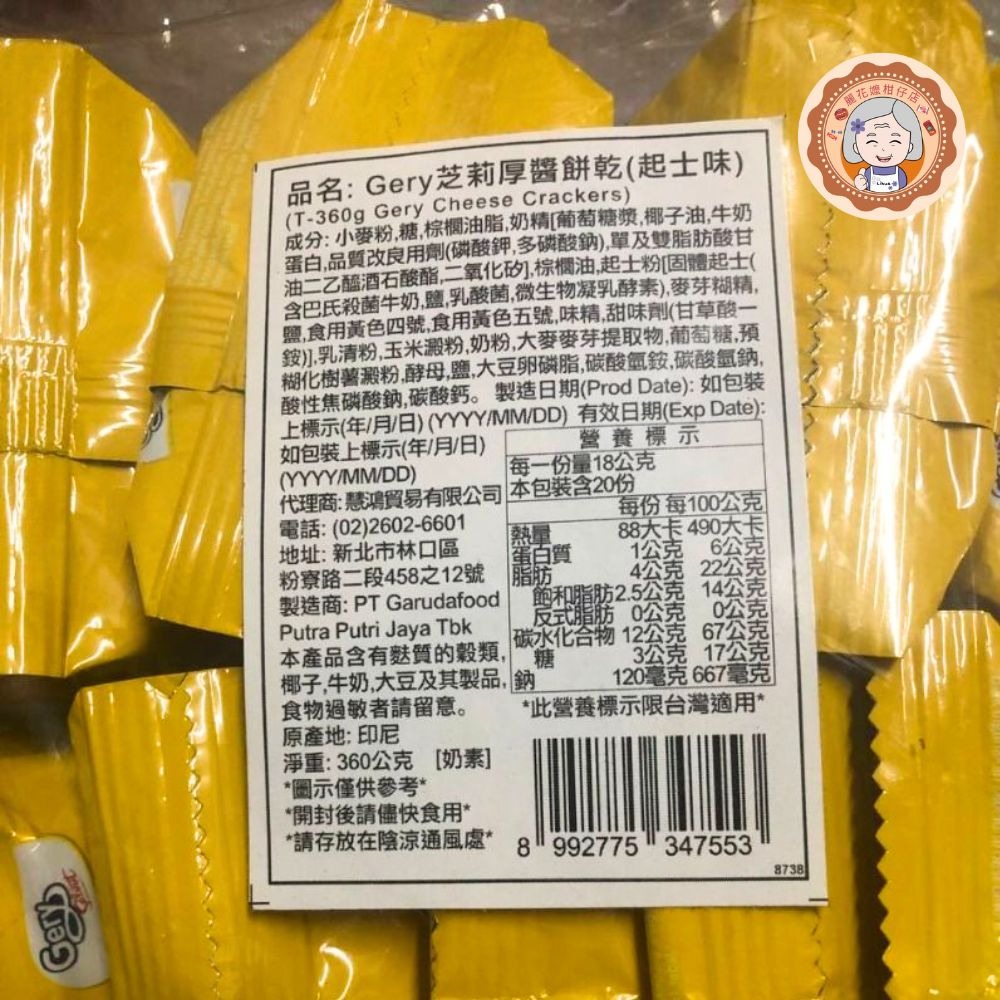 麗花嬤柑仔店
品名: Gery芝莉厚醬餅乾(起士味)
(T-360g Gery Cheese Crackers)
成分: 小麥粉,糖,棕櫚油脂,奶精[葡萄糖漿,椰子油,牛奶
蛋白,品質改良用劑(磷酸鉀,多磷酸鈉),單及雙脂肪酸甘
油二乙醯酒石酸酯,二氧化矽],棕櫚油,起士粉[固體起士(
含巴氏殺菌牛奶,鹽,乳酸菌,微生物凝乳酵素),麥芽糊精,
鹽,食用黃色四號,食用黃色五號,味精,甜味劑(甘草酸一
銨)],乳清粉,玉米澱粉,奶粉,大麥麥芽提取物,葡萄糖,預
糊化樹薯澱粉,酵母,鹽,大豆卵磷脂,碳酸氫銨,碳酸氫鈉,
酸性焦磷酸鈉,碳酸鈣。 製造日期(Prod Date): 如包裝
上標示(年/月/日) (YYYY/MM/DD) 有效日期(Exp Date):
如包裝上標示(年/月/日)
(YYYY/MM/DD)
代理商: 慧鴻貿易有限公司
電話: (02)2602-6601
地址: 新北市林口區
粉寮路二段458之12號
製造商: PT Garudafood
Putra Putri Jaya Tbk
本產品含有麩質的穀類,
椰子,牛奶,大豆及其製品,
食物過敏者請留意。
原產地: 印尼
淨重: 360公克 [奶素]
*圖示僅供參考*
*開封後請儘快食用*
*請存放在陰涼通風處*
營養標示
每一份量18公克
本包裝含20份
每份 每100公克
熱量 88大卡 490大卡
蛋白質 1公克 6公克
脂肪 4公克 22公克
飽和脂肪 2.5公克 14公克
反式脂肪 0公克 0公克
碳水化合物 12公克 67公克
糖 3公克 17公克
鈉 120毫克 667毫克
*此營養標示限台灣適用*
8 992775 347553
8738
Gery